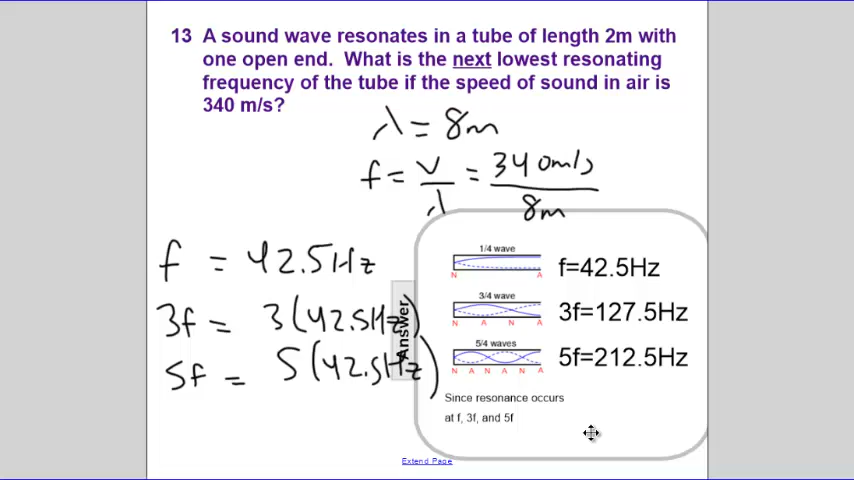 13 A sound wave resonates in a tube of length 2m with
one open end. What is the next lowest resonating
frequency of the tube if the speed of sound in air is
340 m/s?
λ = 8m
f = v/λ = 340m/s / 8m
f = 42.5Hz
3f = 3(42.5Hz)
5f = 5(42.5Hz)
Answer
1/4 wave
f=42.5Hz
N A
3/4 wave
3f=127.5Hz
N A N A
5/4 waves
5f=212.5Hz
N A N A N A
Since resonance occurs
at f, 3f, and 5f
Extend Page